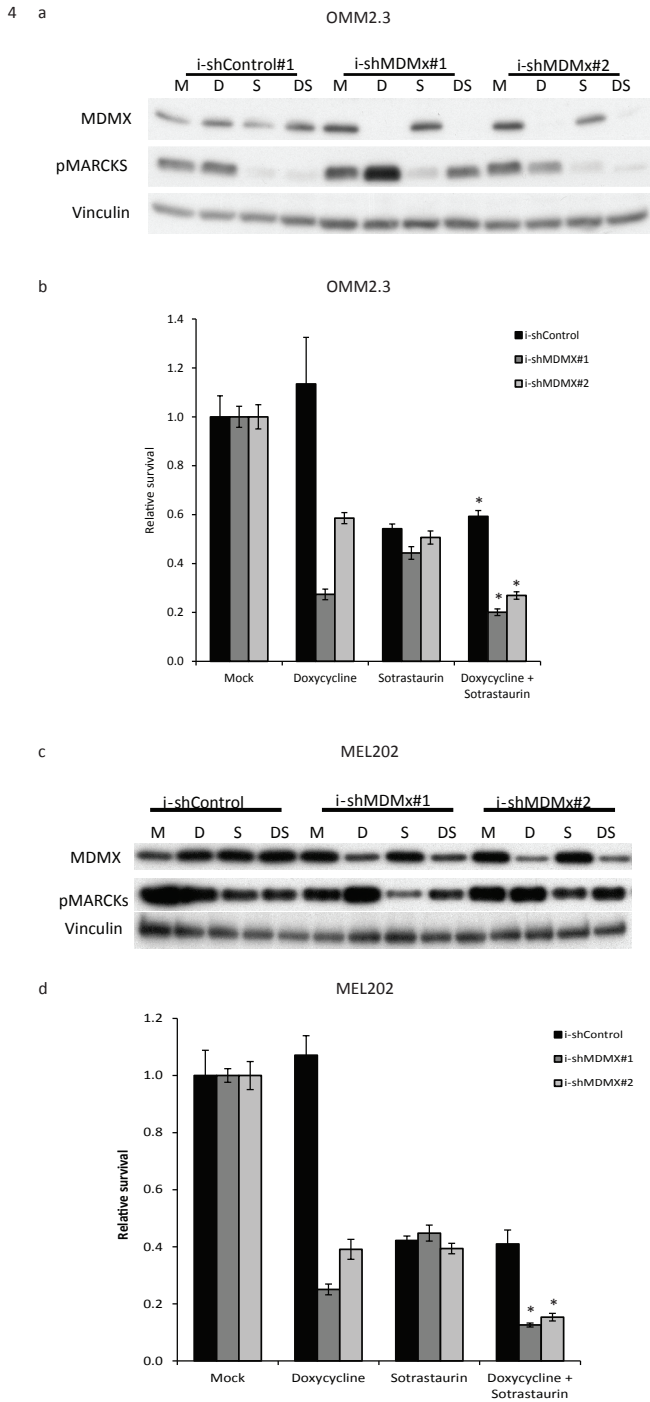 4 a OMM2.3
i-shControl#1 i-shMDMx#1 i-shMDMx#2
M D S DS M D S DS M D S DS
MDMX
pMARCKS
Vinculin
b OMM2.3
1.4
1.2
1.0
0.8
0.6
0.4
0.2
0.0
Relative survival
i-shControl
i-shMDMX#1
i-shMDMX#2
*
* *
Mock Doxycycline Sotrastaurin Doxycycline +
Sotrastaurin
c MEL202
i-shControl i-shMDMx#1 i-shMDMx#2
M D S DS M D S DS M D S DS
MDMX
pMARCKs
Vinculin
d MEL202
1.2
1.0
0.8
0.6
0.4
0.2
0.0
Relative survival
i-shControl
i-shMDMX#1
i-shMDMX#2
* *
Mock Doxycycline Sotrastaurin Doxycycline +
Sotrastaurin